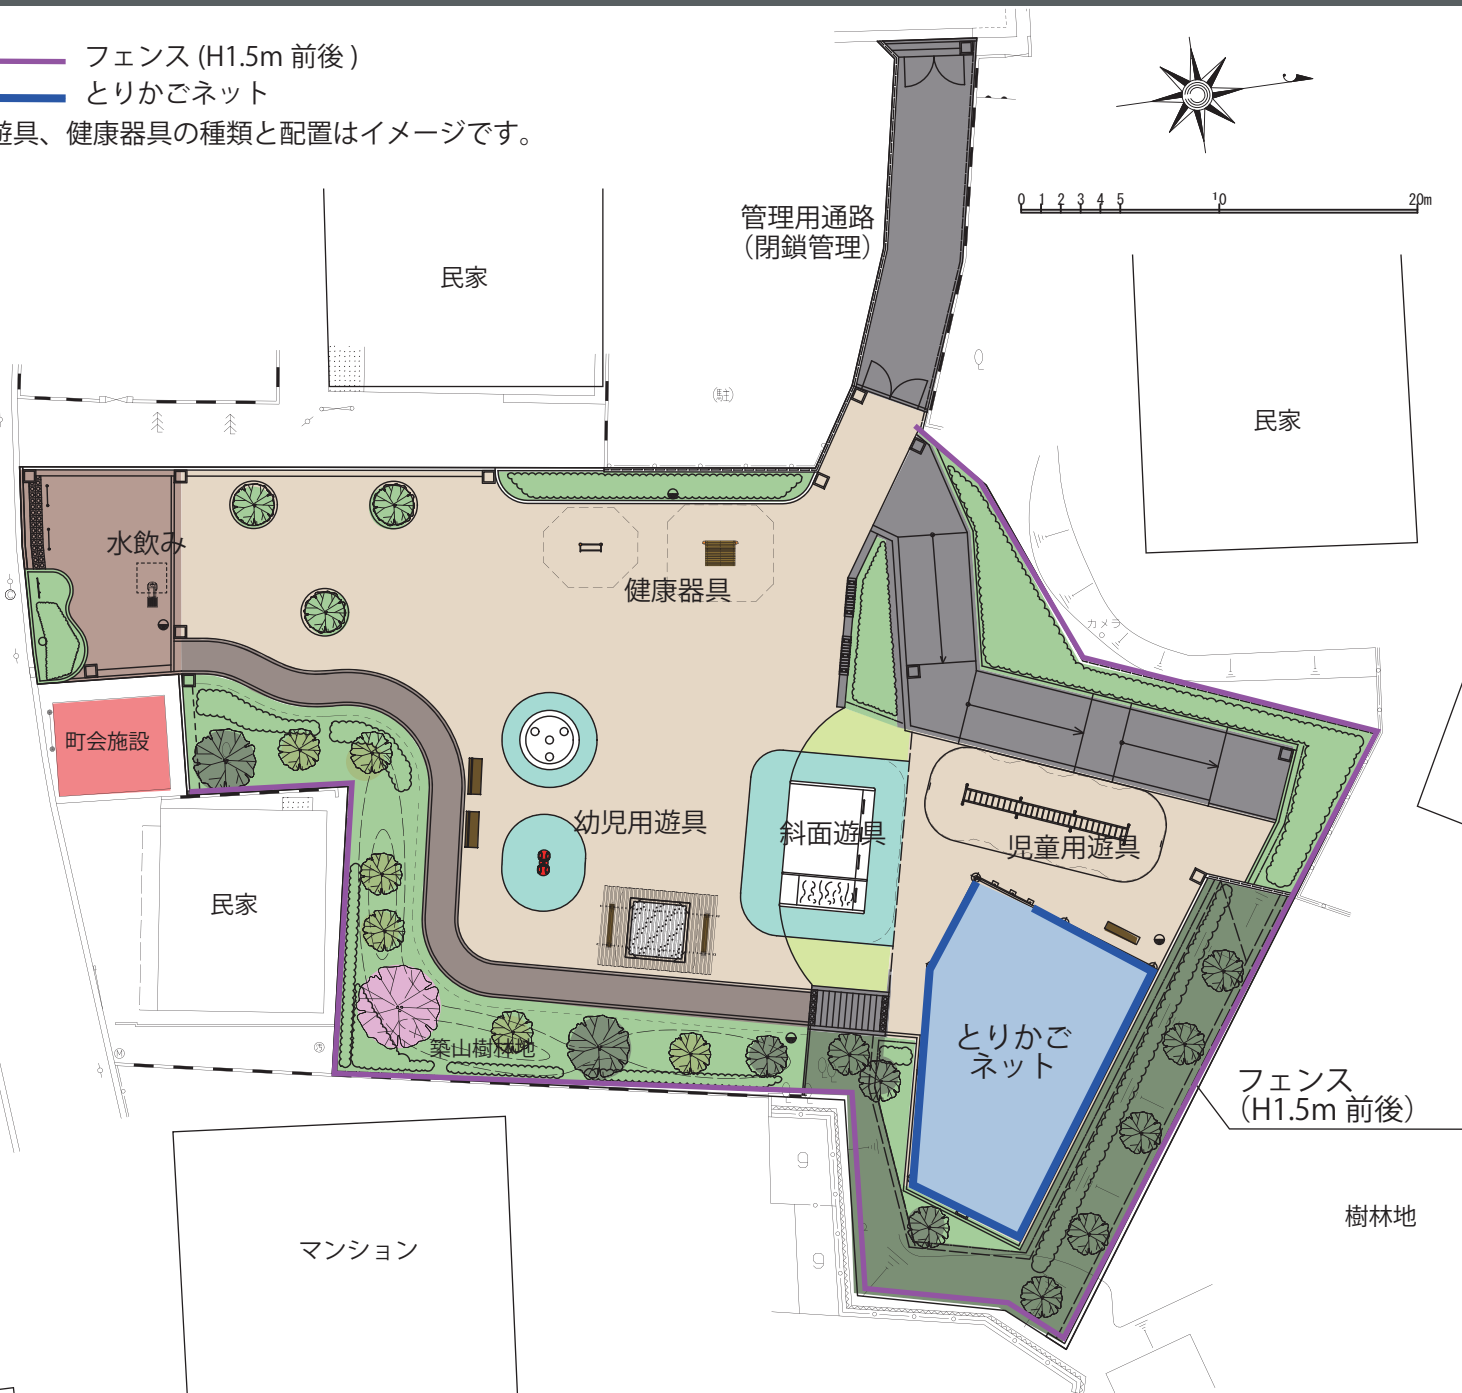 フェンス (H1.5m 前後 )
とりかごネット
遊具、健康器具の種類と配置はイメージです。
0 1 2 3 4 5 10 20m
管理用通路
（閉鎖管理）
民家
(駐)
民家
水飲み
健康器具
カメラ
町会施設
幼児用遊具
斜面遊具
児童用遊具
民家
とりかご
ネット
築山樹林地
フェンス
（H1.5m 前後）
樹林地
マンション